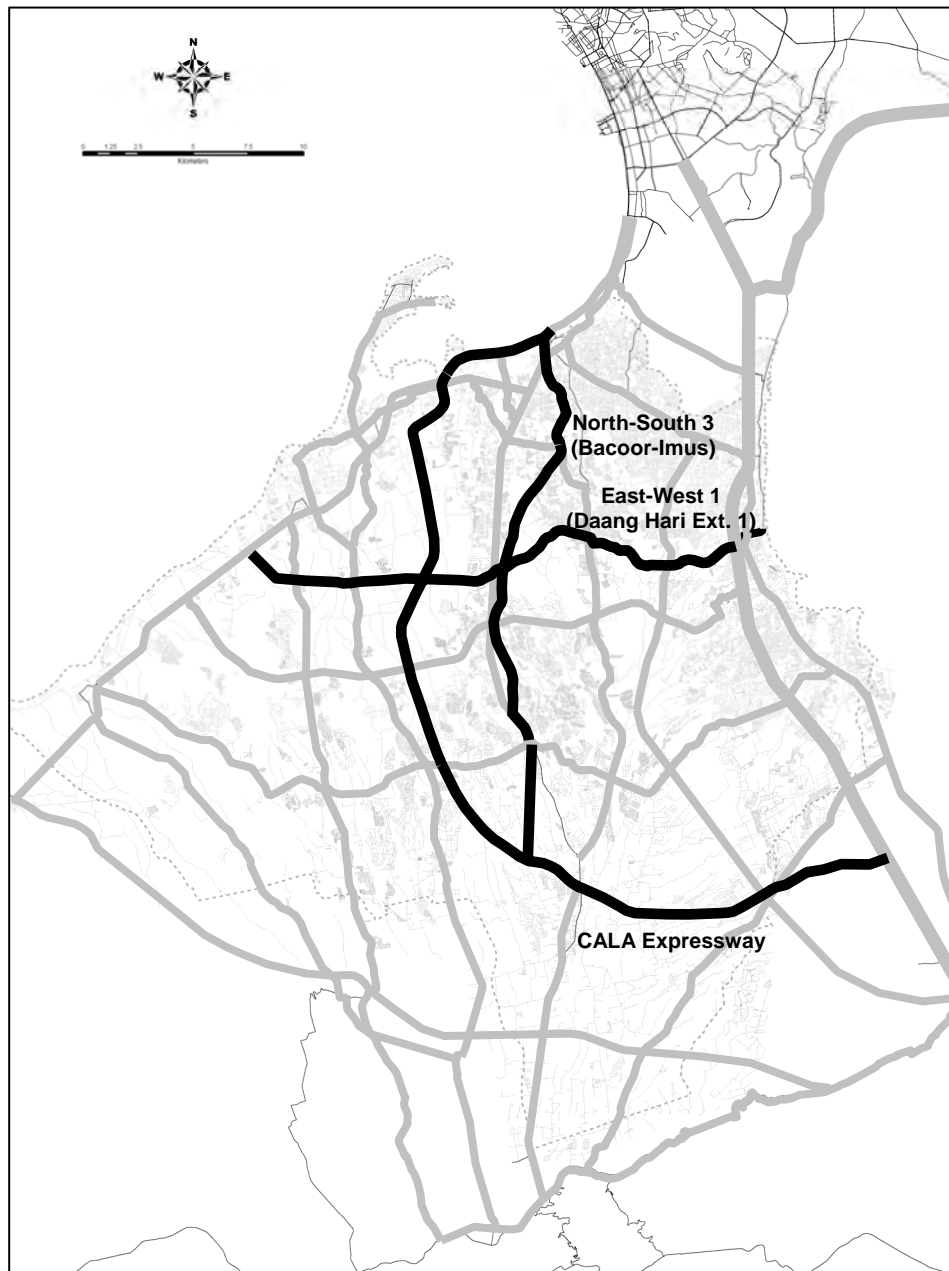 N
W E
S
0 1.25 2.5 5 7.5 10
Kilometers
North-South 3
(Bacoor-Imus)
East-West 1
(Daang Hari Ext. 1)
CALA Expressway